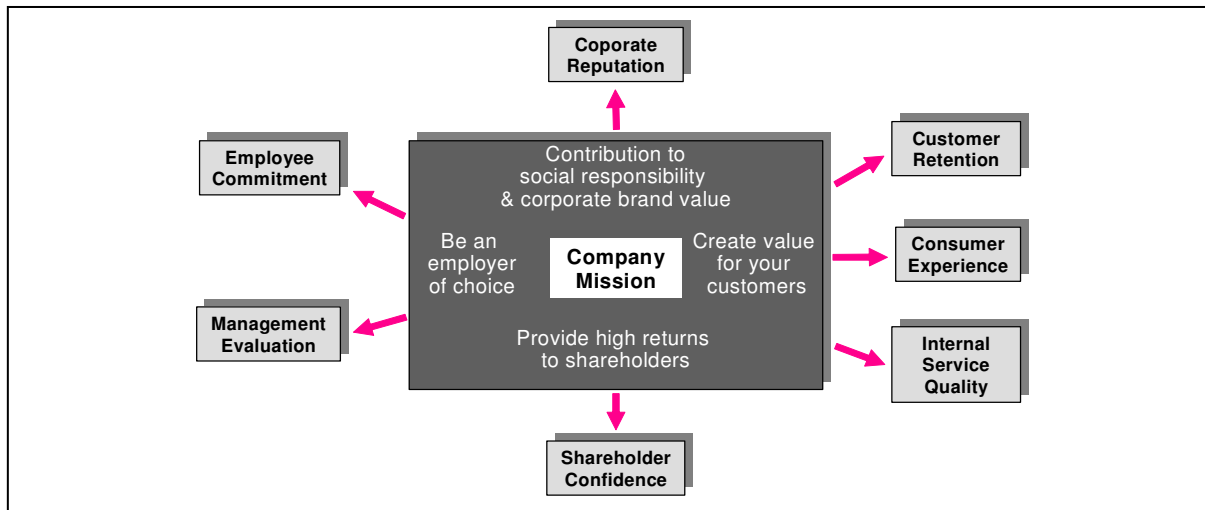 Coporate
Reputation
Employee
Commitment
Customer
Retention
Contribution to
social responsibility
& corporate brand value
Be an
employer
of choice
Company
Mission
Create value
for your
customers
Consumer
Experience
Management
Evaluation
Provide high returns
to shareholders
Internal
Service
Quality
Shareholder
Confidence